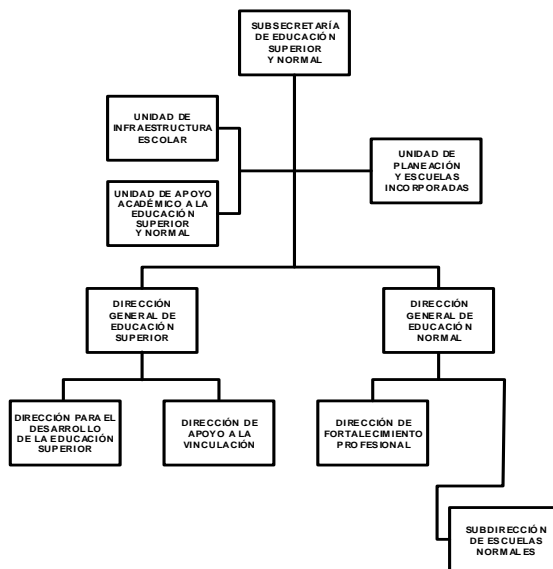 SUBSECRETARÍA
DE EDUCACIÓN
SUPERIOR
Y NORMAL
UNIDAD DE
INFRAESTRUCTURA
ESCOLAR
UNIDAD DE
PLANEACIÓN
Y ESCUELAS
INCORPORADAS
UNIDAD DE APOYO
ACADÉMICO A LA
EDUCACIÓN
SUPERIOR
Y NORMAL
DIRECCIÓN
GENERAL DE
EDUCACIÓN
SUPERIOR
DIRECCIÓN
GENERAL DE
EDUCACIÓN
NORMAL
DIRECCIÓN PARA EL
DESARROLLO
DE LA EDUCACIÓN
SUPERIOR
DIRECCIÓN DE
APOYO A LA
VINCULACIÓN
DIRECCIÓN DE
FORTALECIMIENTO
PROFESIONAL
SUBDIRECCIÓN
DE ESCUELAS
NORMALES